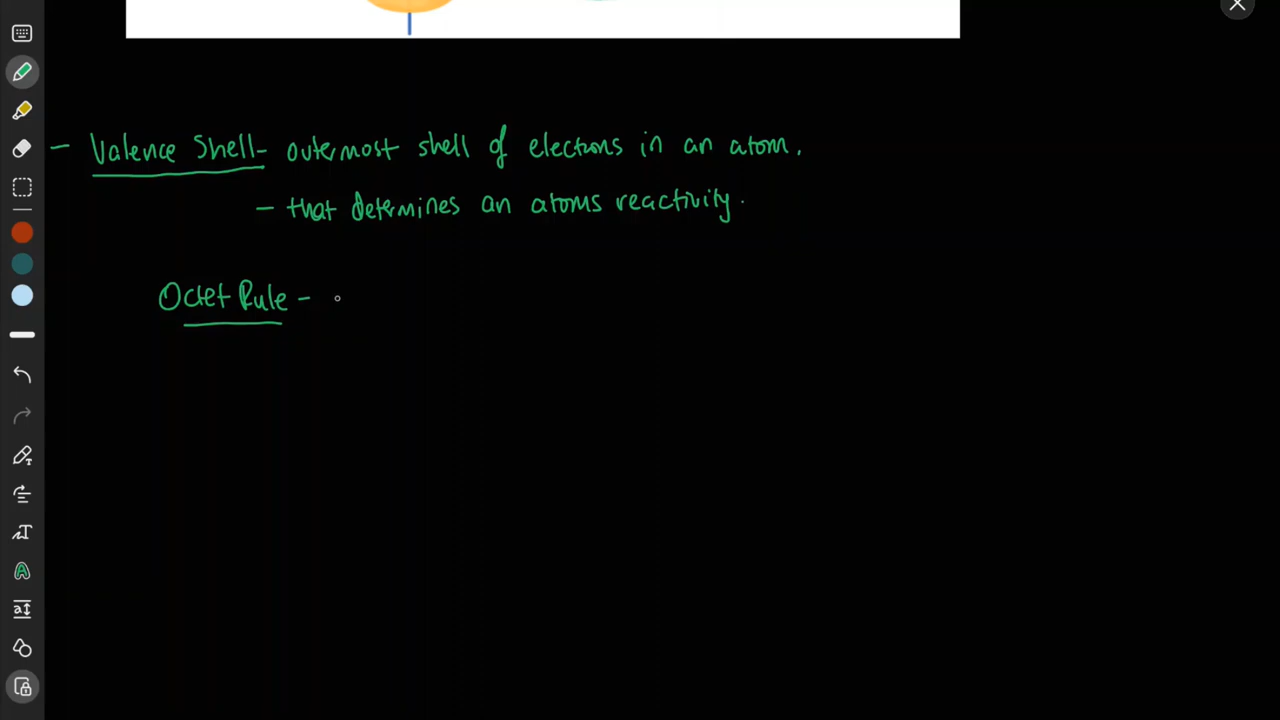 - Valence Shell - outermost shell of electrons in an atom.
- that determines an atoms reactivity.
Octet Rule -